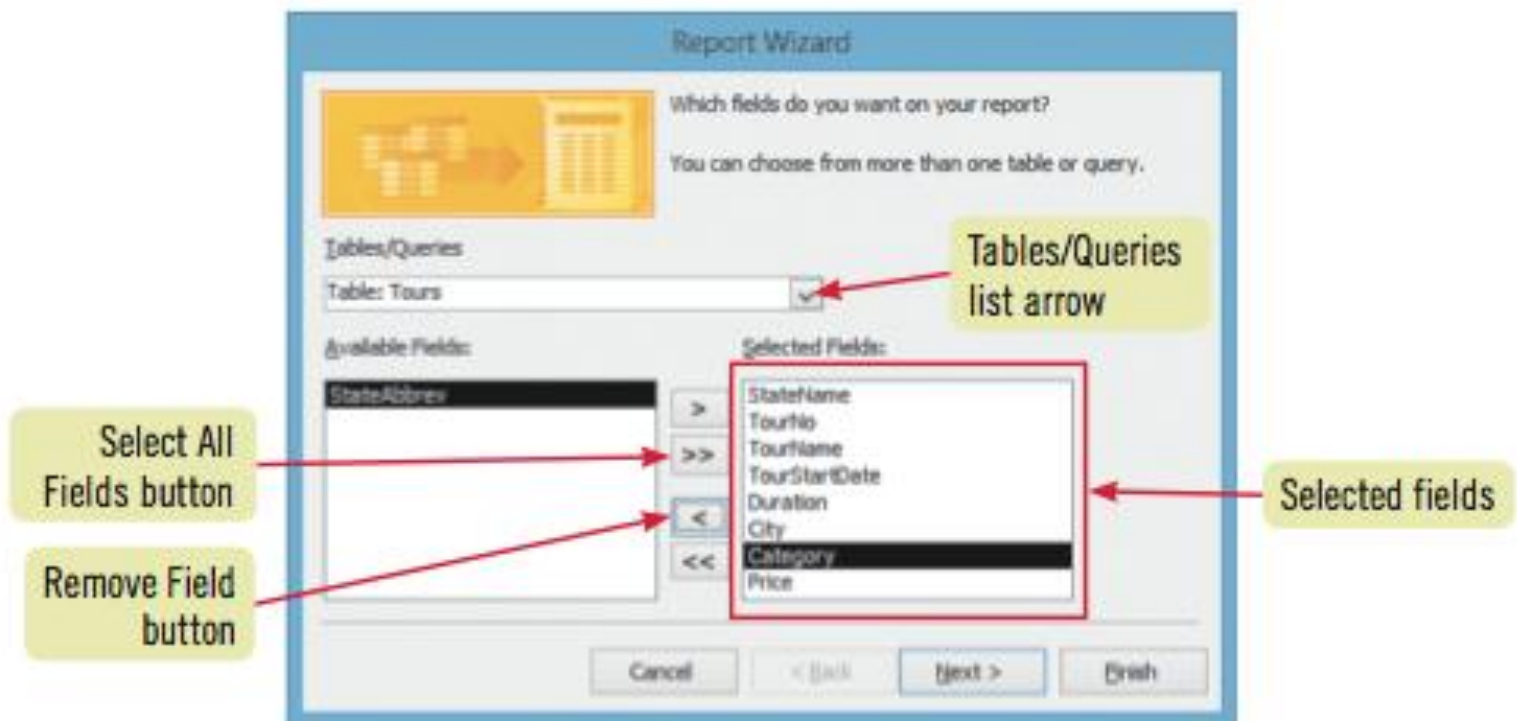 Report Wizard
Which fields do you want on your report?
You can choose from more than one table or query.
Tables/Queries
Table: Tours
Tables/Queries
list arrow
Available Fields:
Selected Fields:
StateAbbrev
>
>>
<
<<
StateName
TourNo
TourName
TourStartDate
Duration
City
Category
Price
Select All
Fields button
Remove Field
button
Selected fields
Cancel
< Back
Next >
Finish